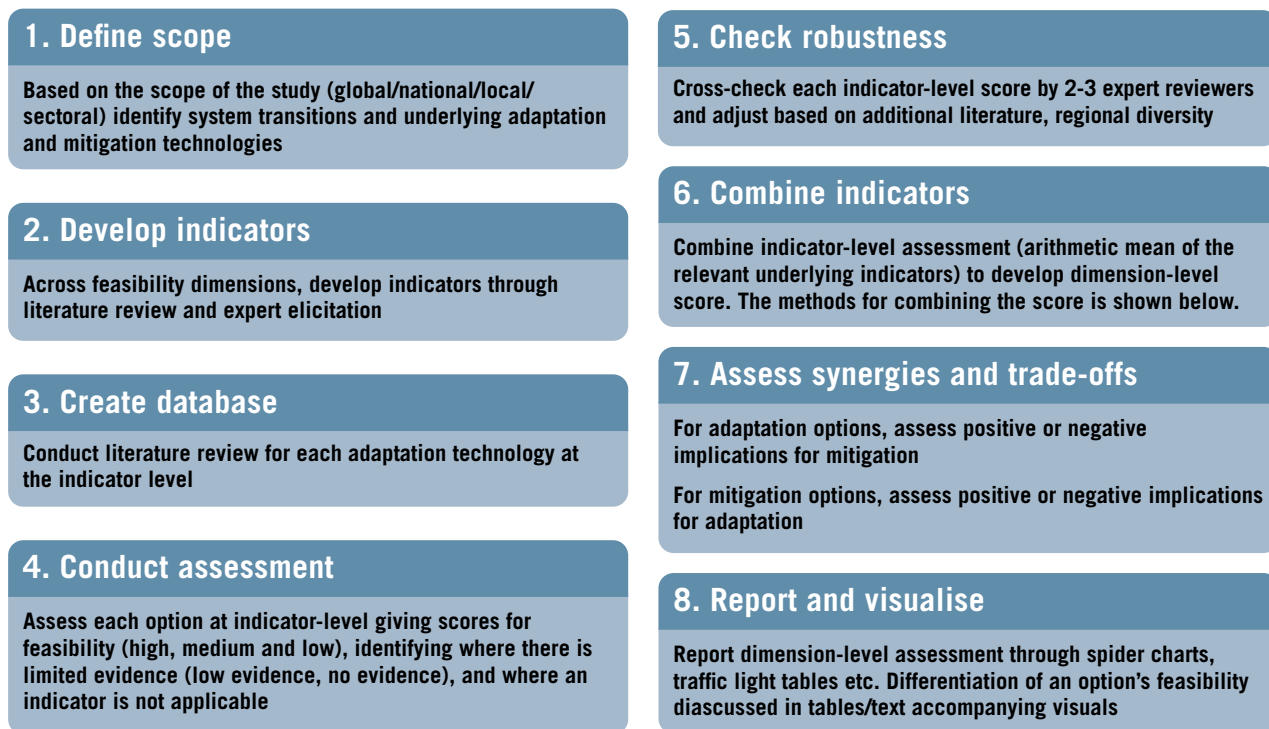 1. Define scope
Based on the scope of the study (global/national/local/
sectoral) identify system transitions and underlying adaptation
and mitigation technologies
2. Develop indicators
Across feasibility dimensions, develop indicators through
literature review and expert elicitation
3. Create database
Conduct literature review for each adaptation technology at
the indicator level
4. Conduct assessment
Assess each option at indicator-level giving scores for
feasibility (high, medium and low), identifying where there is
limited evidence (low evidence, no evidence), and where an
indicator is not applicable
5. Check robustness
Cross-check each indicator-level score by 2-3 expert reviewers
and adjust based on additional literature, regional diversity
6. Combine indicators
Combine indicator-level assessment (arithmetic mean of the
relevant underlying indicators) to develop dimension-level
score. The methods for combining the score is shown below.
7. Assess synergies and trade-offs
For adaptation options, assess positive or negative
implications for mitigation
For mitigation options, assess positive or negative implications
for adaptation
8. Report and visualise
Report dimension-level assessment through spider charts,
traffic light tables etc. Differentiation of an option's feasibility
diascussed in tables/text accompanying visuals